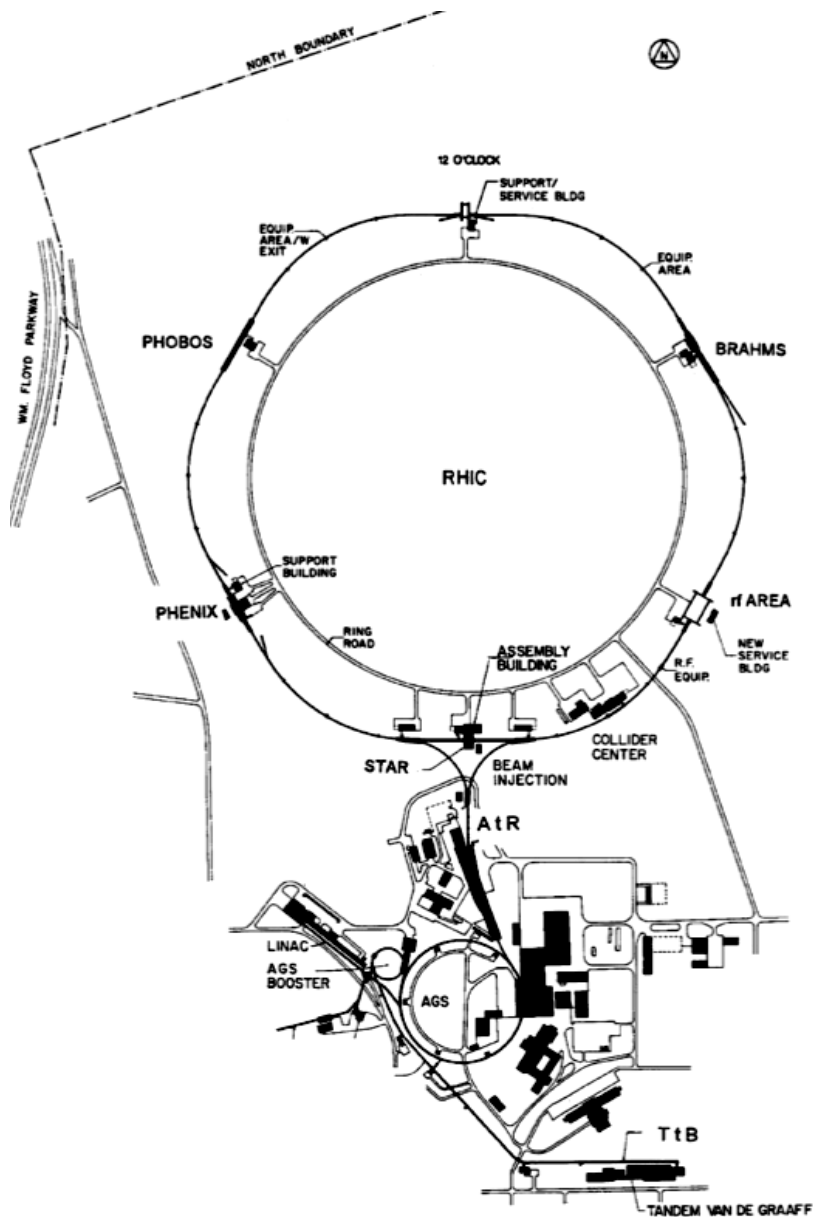 NORTH BOUNDARY
N
12 O'CLOCK
SUPPORT/
SERVICE BLDG
EQUIP.
AREA/W
EXIT
EQUIP.
AREA
WM. FLOYD PARKWAY
PHOBOS
BRAHMS
RHIC
SUPPORT
BUILDING
PHENIX
rf AREA
RING
ROAD
ASSEMBLY
BUILDING
NEW
SERVICE
BLDG
R.F.
EQUIP.
STAR
BEAM
INJECTION
COLLIDER
CENTER
A t R
LINAC
AGS
BOOSTER
AGS
T t B
TANDEM VAN DE GRAAFF